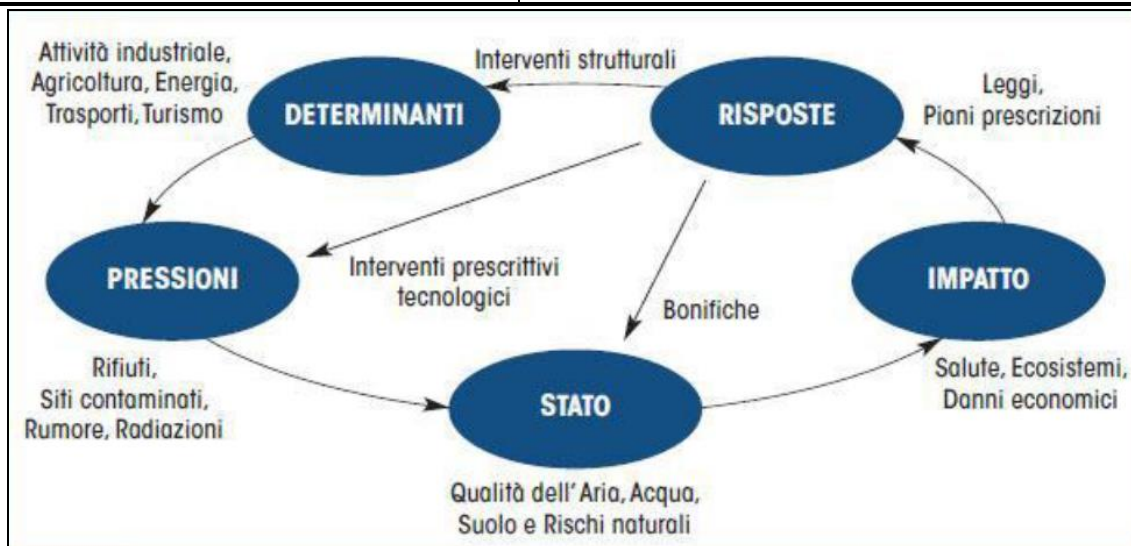 Attività industriale,
Agricoltura, Energia,
Trasporti, Turismo
DETERMINANTI
Interventi strutturali
RISPOSTE
Leggi,
Piani prescrizioni
PRESSIONI
Interventi prescrittivi
tecnologici
Bonifiche
IMPATTO
Rifiuti,
Siti contaminati,
Rumore, Radiazioni
STATO
Salute, Ecosistemi,
Danni economici
Qualità dell'Aria, Acqua,
Suolo e Rischi naturali